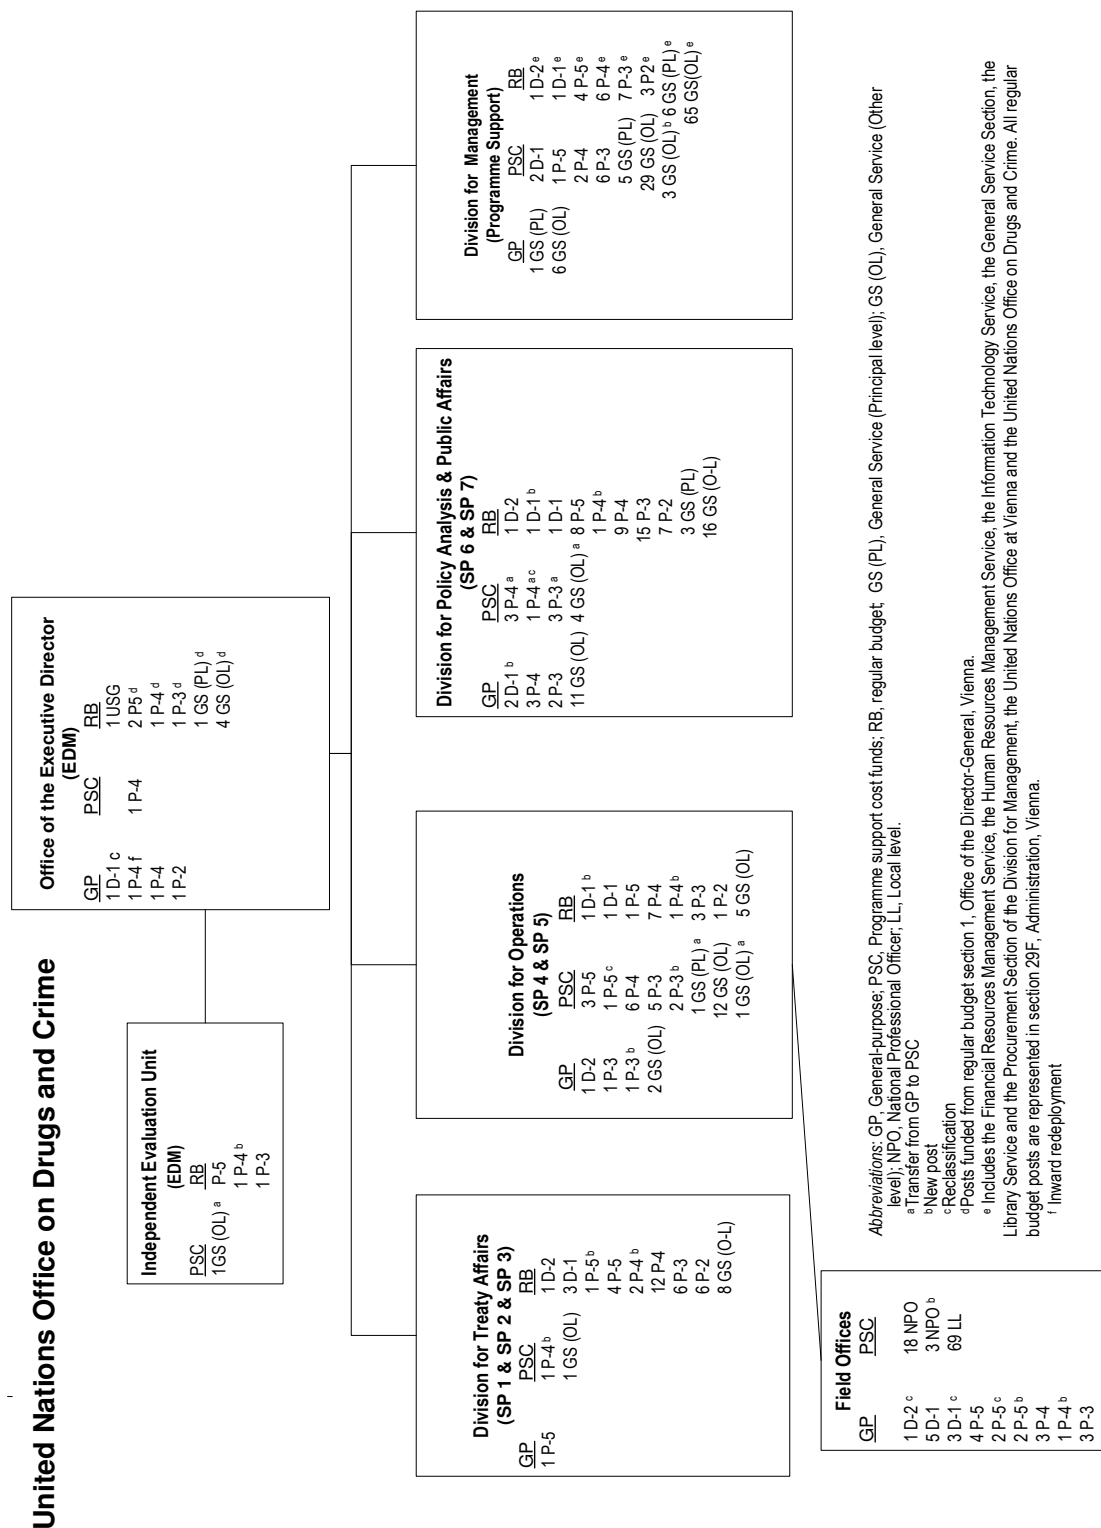 United Nations Office on Drugs and Crime
Office of the Executive Director
(EDM)
GP PSC RB
1 D-1 c 1 USG
1 P-4 f 1 P-4 2 P5 d
1 P-4 1 P-4 d
1 P-2 1 P-3 d
1 GS (PL) d
4 GS (OL) d
Independent Evaluation Unit
(EDM)
PSC RB
1GS (OL) a P-5
1 P-4 b
1 P-3
Division for Treaty Affairs
(SP 1 & SP 2 & SP 3)
GP PSC RB
1 P-5 1 P-4 b 1 D-2
1 GS (OL) 3 D-1
1 P-5 b
4 P-5
2 P-4 b
12 P-4
6 P-3
6 P-2
8 GS (O-L)
Division for Operations
(SP 4 & SP 5)
GP PSC RB
1 D-2 3 P-5 1 D-1 b
1 P-3 1 P-5 c 1 D-1
1 P-3 b 6 P-4 1 P-5
2 GS (OL) 5 P-3 7 P-4
2 P-3 b 1 P-4 b
1 GS (PL) a 3 P-3
12 GS (OL) 1 P-2
1 GS (OL) a 5 GS (OL)
Division for Policy Analysis & Public Affairs
(SP 6 & SP 7)
GP PSC RB
2 D-1 b 3 P-4 a 1 D-2
3 P-4 1 P-4 a c 1 D-1 b
2 P-3 3 P-3 a 1 D-1
11 GS (OL) 4 GS (OL) a 8 P-5
1 P-4 b
9 P-4
15 P-3
7 P-2
3 GS (PL)
16 GS (O-L)
Division for Management
(Programme Support)
GP PSC RB
1 GS (PL) 2 D-1 1 D-2 e
6 GS (OL) 1 P-5 1 D-1 e
2 P-4 4 P-5 e
6 P-3 6 P-4 e
5 GS (PL) 7 P-3 e
29 GS (OL) 3 P2 e
3 GS (OL) b 6 GS (PL) e
65 GS(OL) e
Field Offices
GP PSC
1 D-2 c 18 NPO
5 D-1 3 NPO b
3 D-1 c 69 LL
4 P-5
2 P-5 c
2 P-5 b
3 P-4
1 P-4 b
3 P-3
Abbreviations: GP, General-purpose; PSC, Programme support cost funds; RB, regular budget; GS (PL), General Service (Principal level); GS (OL), General Service (Other
level); NPO, National Professional Officer; LL, Local level.
a Transfer from GP to PSC
b New post
c Reclassification
d Posts funded from regular budget section 1, Office of the Director-General, Vienna.
e Includes the Financial Resources Management Service, the Human Resources Management Service, the Information Technology Service, the General Service Section, the
Library Service and the Procurement Section of the Division for Management, the United Nations Office at Vienna and the United Nations Office on Drugs and Crime. All regular
budget posts are represented in section 29F, Administration, Vienna.
f Inward redeployment